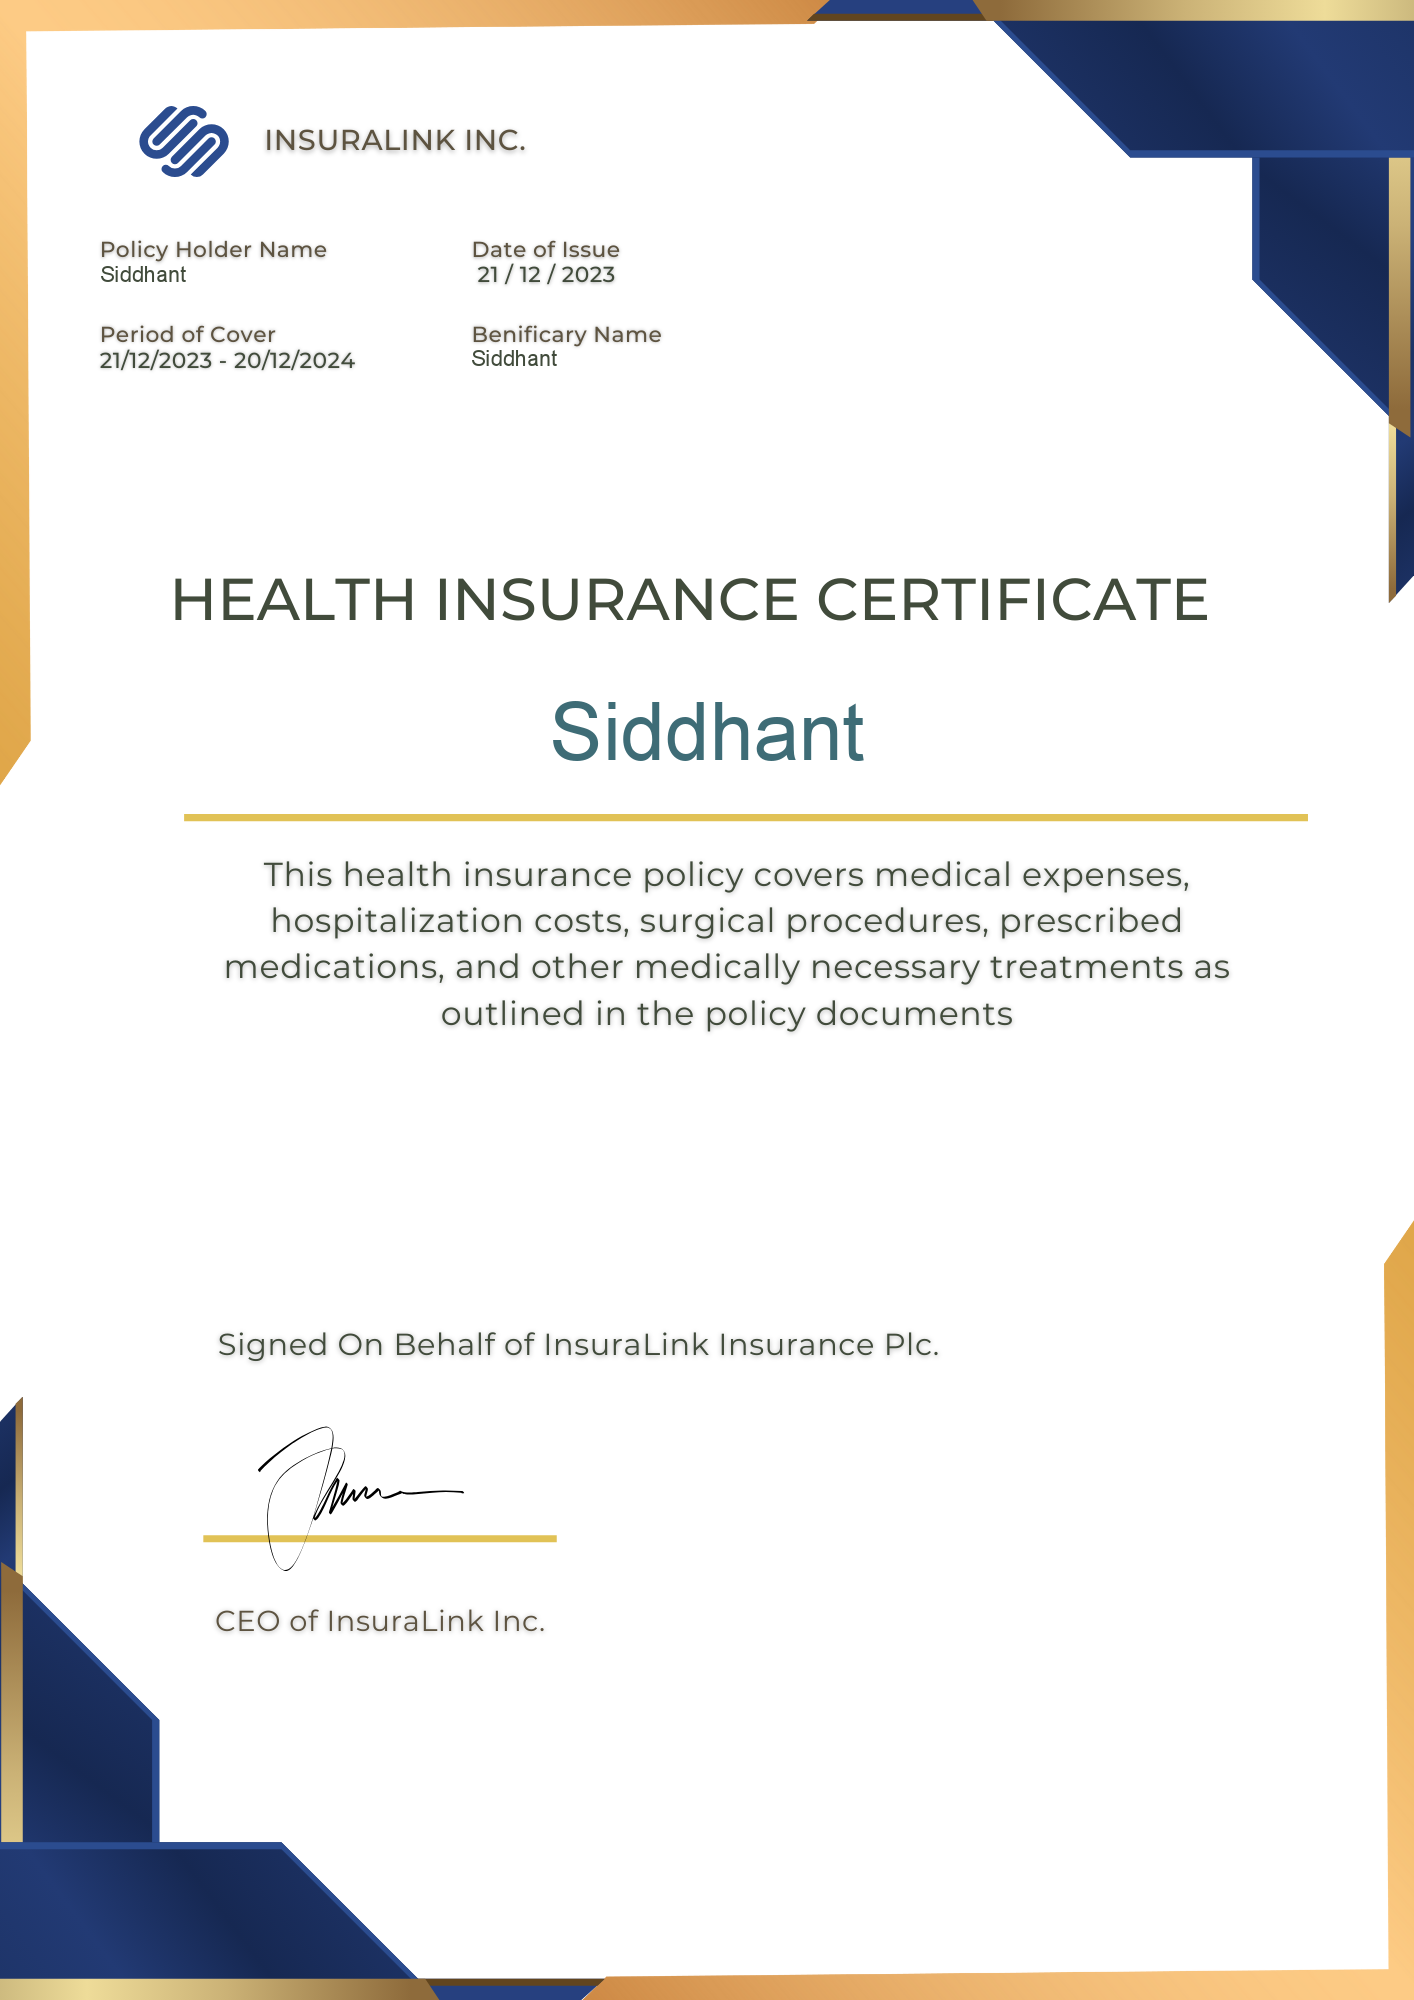 INSURALINK INC.
Policy Holder Name
Siddhant
Date of Issue
21 / 12 / 2023
Period of Cover
21/12/2023 - 20/12/2024
Benificary Name
Siddhant
HEALTH INSURANCE CERTIFICATE
Siddhant
This health insurance policy covers medical expenses,
hospitalization costs, surgical procedures, prescribed
medications, and other medically necessary treatments as
outlined in the policy documents
Signed On Behalf of InsuraLink Insurance Plc.
CEO of InsuraLink Inc.